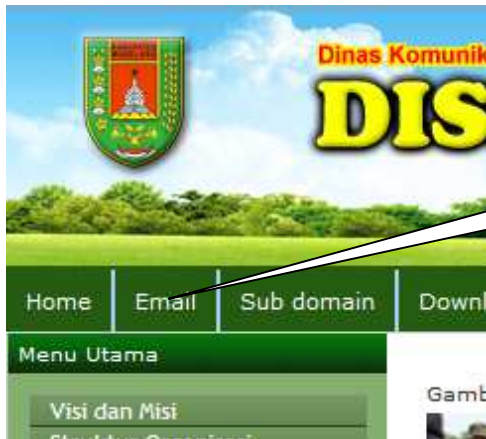 Dinas Komunik
DIS
Home Email Sub domain Downl
Menu Utama
Gamb
Visi dan Misi